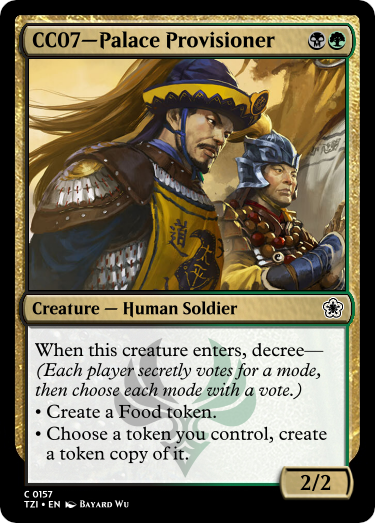 CC07—Palace Provisioner
Creature — Human Soldier
When this creature enters, decree—
(Each player secretly votes for a mode,
then choose each mode with a vote.)
• Create a Food token.
• Choose a token you control, create
a token copy of it.
2/2
C 0157
TZI • EN Bayard Wu